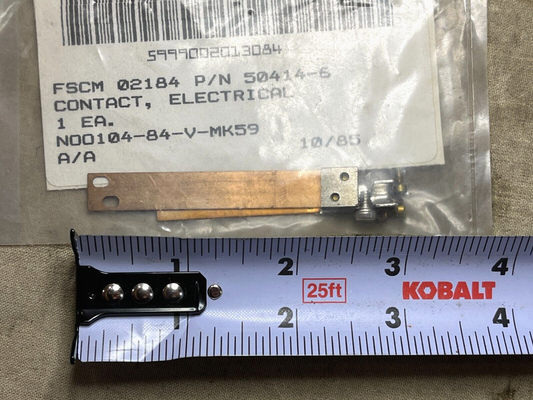 5999002013084
FSCM 02184 P/N 50414-6
CONTACT, ELECTRICAL
1 EA.
N00104-84-V-MK59 10/85
A/A
1 2 3 4
25ft KOBALT
1 2 3 4